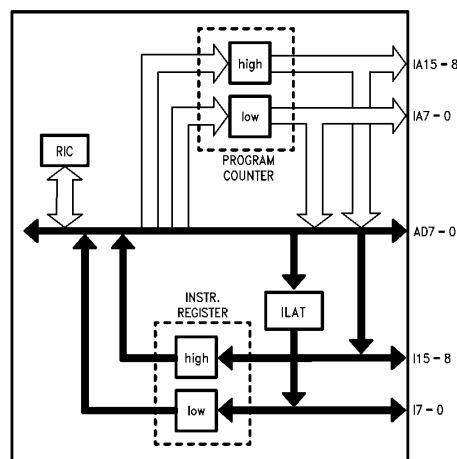 high
IA15-8
low
IA7-0
RIC
PROGRAM
COUNTER
AD7-0
INSTR.
REGISTER
ILAT
high
I15-8
low
I7-0